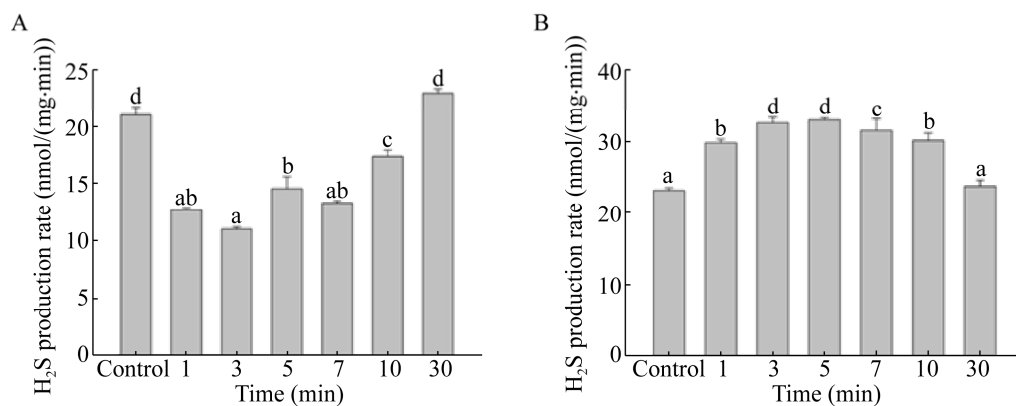 A
H₂S production rate (nmol/(mg·min))
25
20
15
10
5
0
d
ab
a
b
ab
c
d
Control 1 3 5 7 10 30
Time (min)
B
H₂S production rate (nmol/(mg·min))
40
30
20
10
0
a
b
d
d
c
b
a
Control 1 3 5 7 10 30
Time (min)